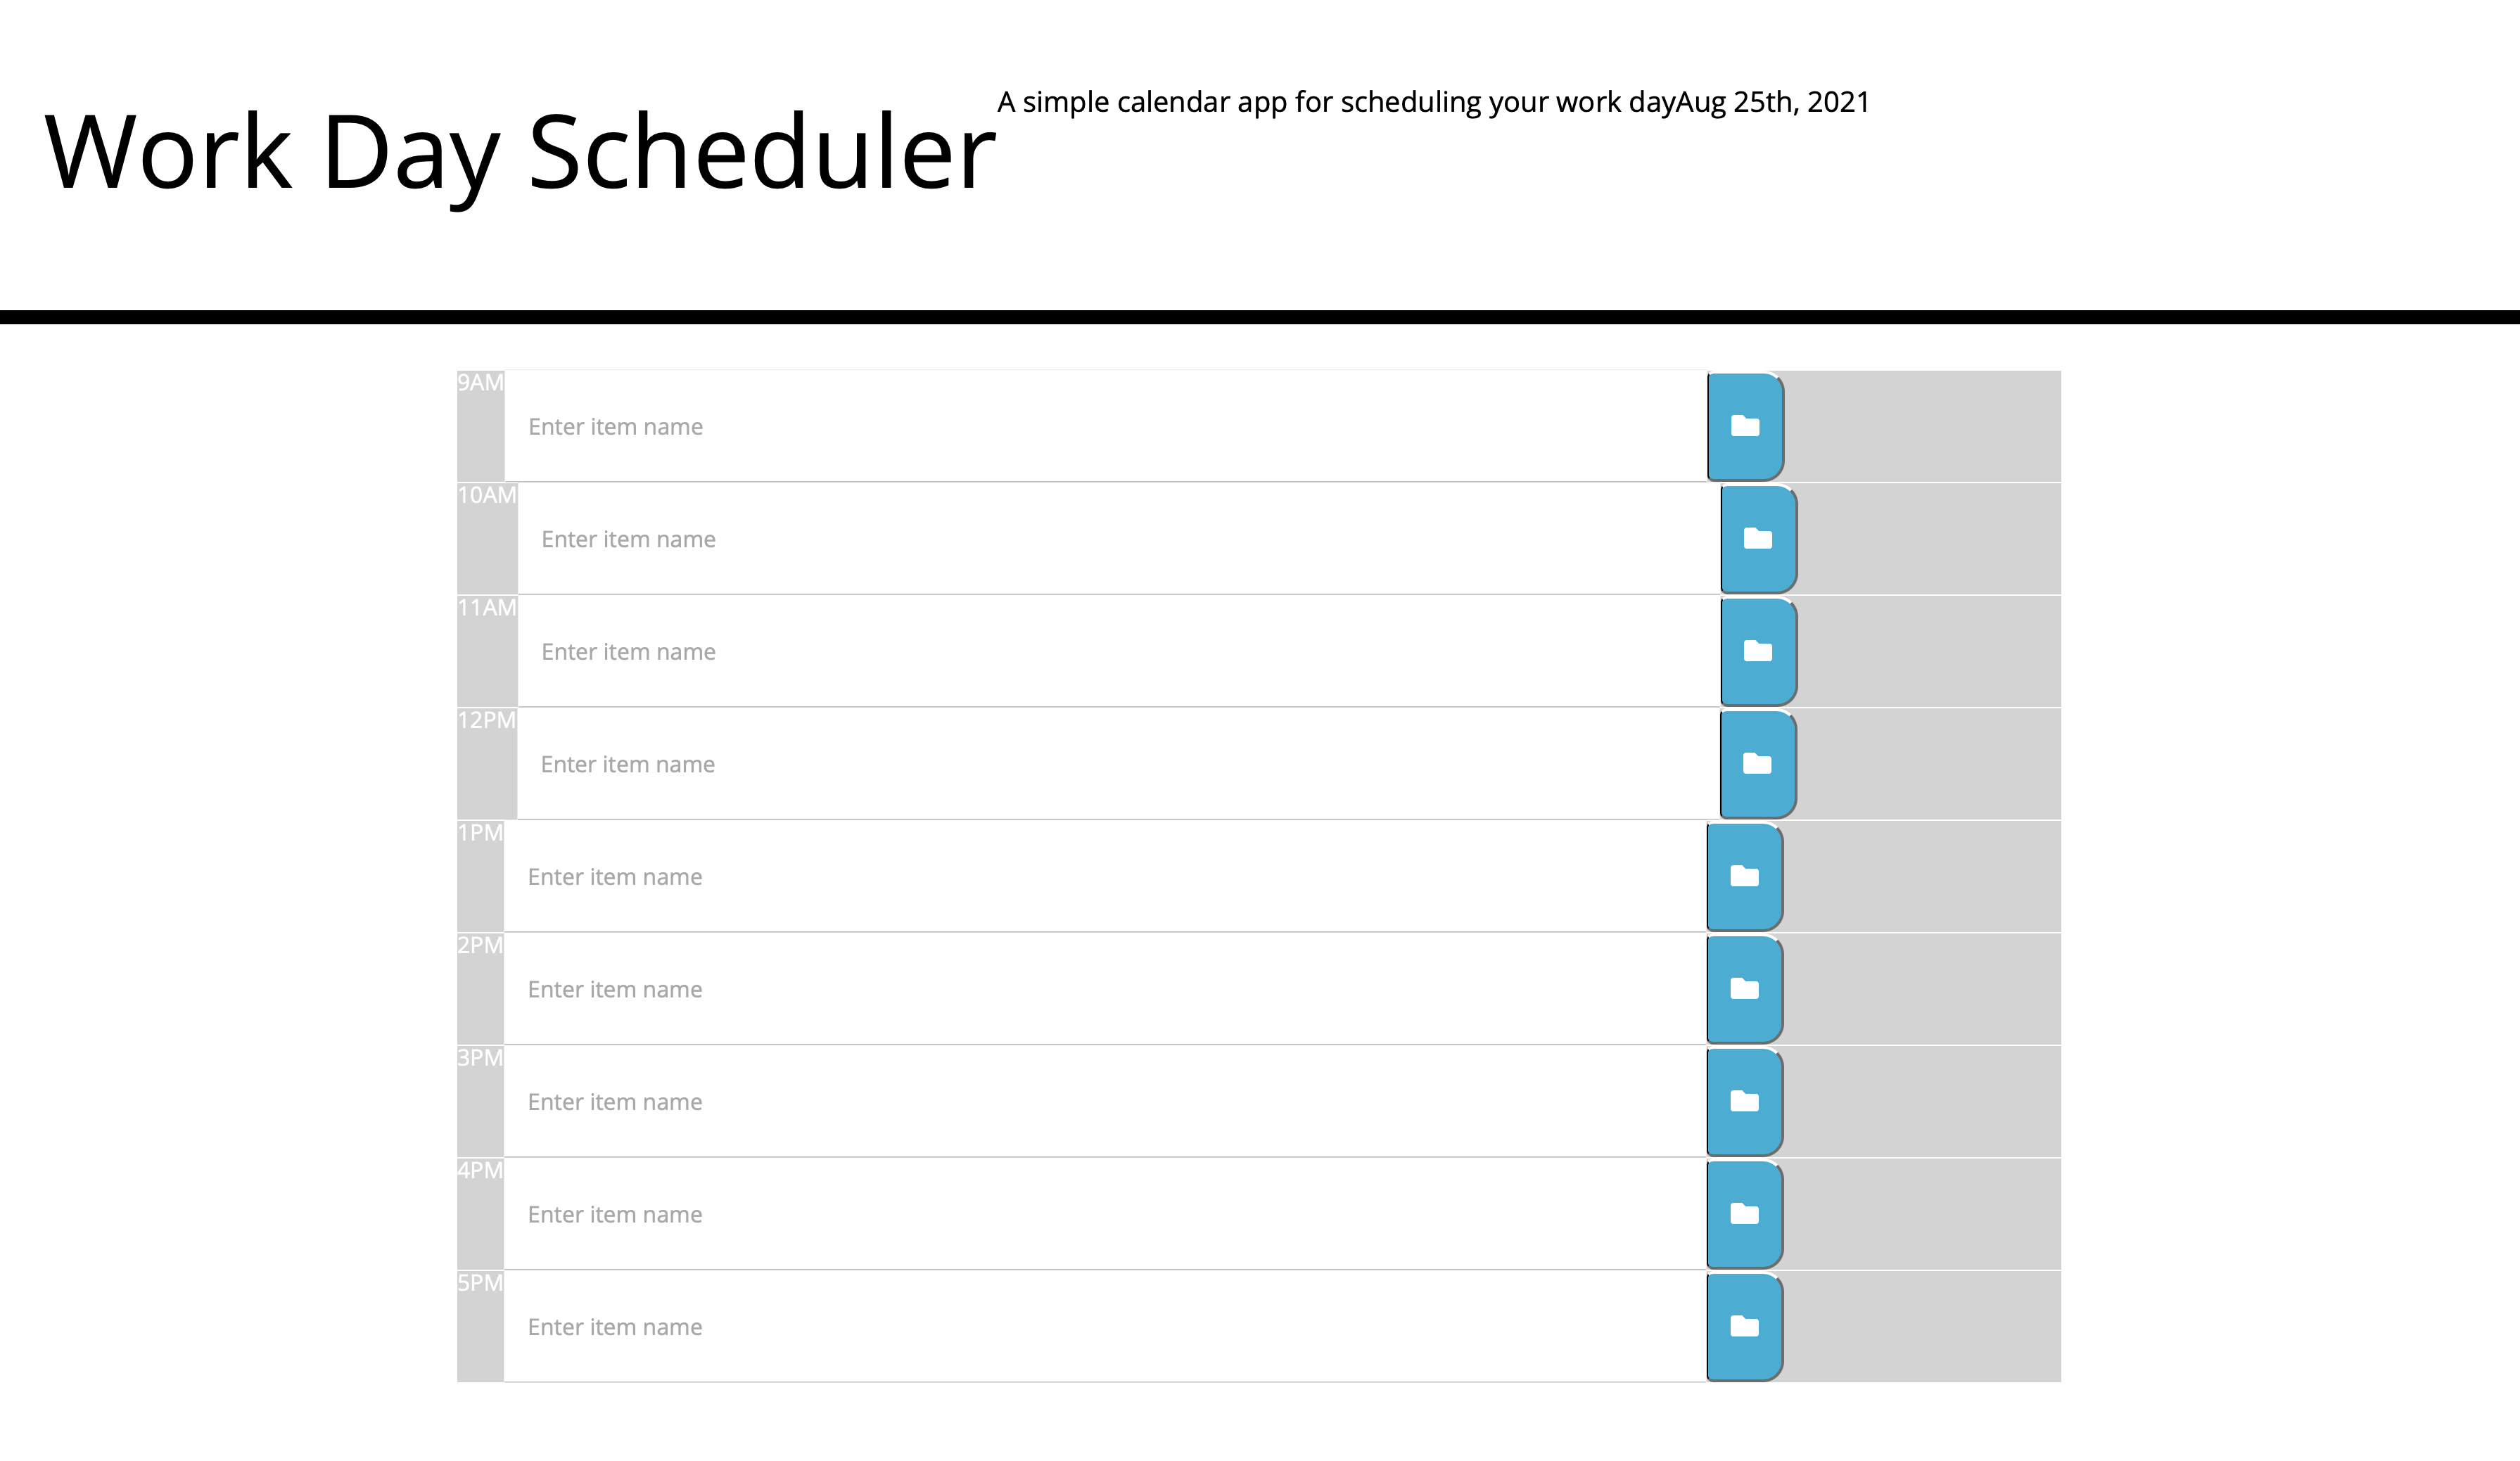 Work Day Scheduler
A simple calendar app for scheduling your work dayAug 25th, 2021
9AM
Enter item name
10AM
Enter item name
11AM
Enter item name
12PM
Enter item name
1PM
Enter item name
2PM
Enter item name
3PM
Enter item name
4PM
Enter item name
5PM
Enter item name